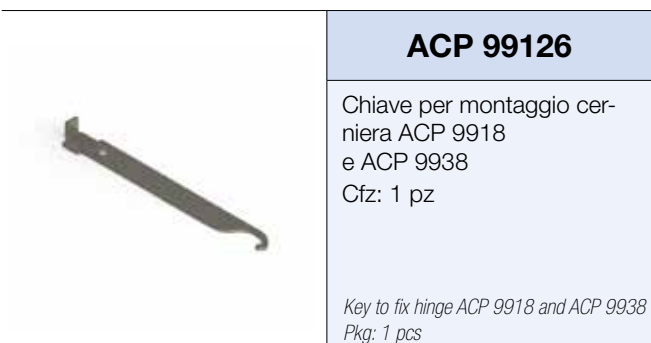 ACP 99126
Chiave per montaggio cer-
niera ACP 9918
e ACP 9938
Cfz: 1 pz
Key to fix hinge ACP 9918 and ACP 9938
Pkg: 1 pcs